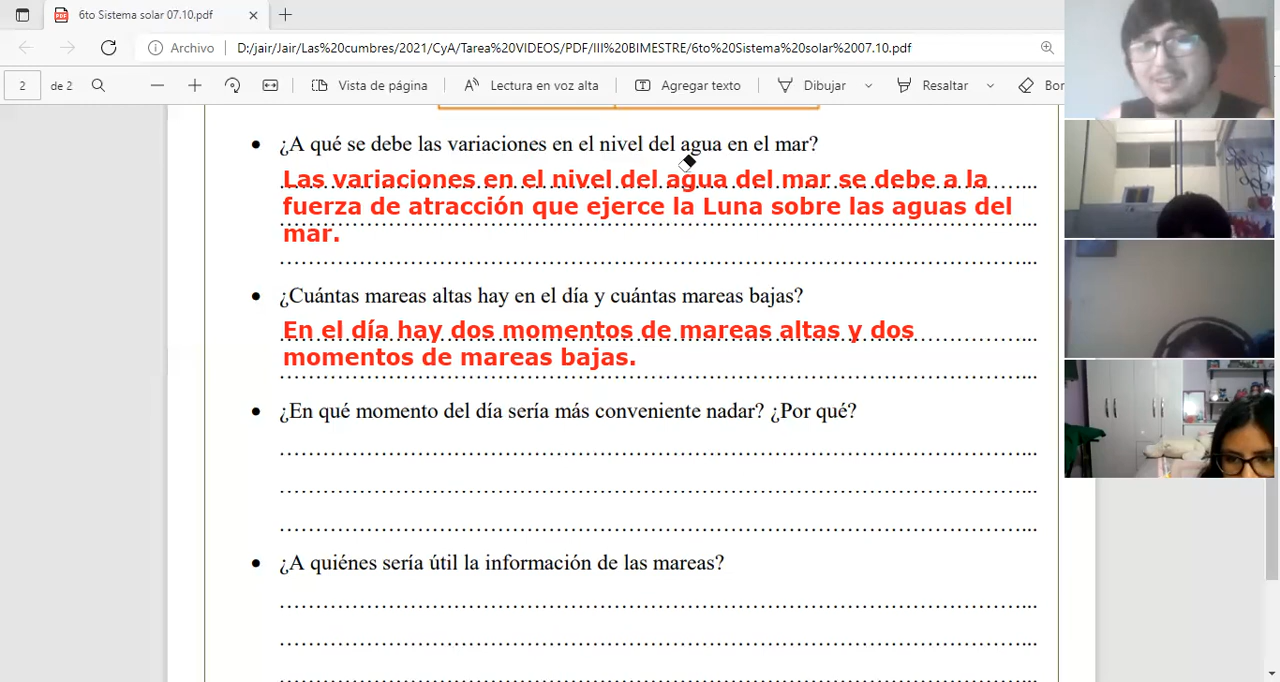 6to Sistema solar 07.10.pdf
Archivo
D:/jair/Jair/Las%20cumbres/2021/CyA/Tarea%20VIDEOS/PDF/III%20BIMESTRE/6to%20Sistema%20solar%2007.10.pdf
2 de 2
Vista de página
Lectura en voz alta
Agregar texto
Dibujar
Resaltar
Bor
• ¿A qué se debe las variaciones en el nivel del agua en el mar?
Las variaciones en el nivel del agua del mar se debe a la
fuerza de atracción que ejerce la Luna sobre las aguas del
mar.
• ¿Cuántas mareas altas hay en el día y cuántas mareas bajas?
En el día hay dos momentos de mareas altas y dos
momentos de mareas bajas.
• ¿En qué momento del día sería más conveniente nadar? ¿Por qué?
• ¿A quiénes sería útil la información de las mareas?